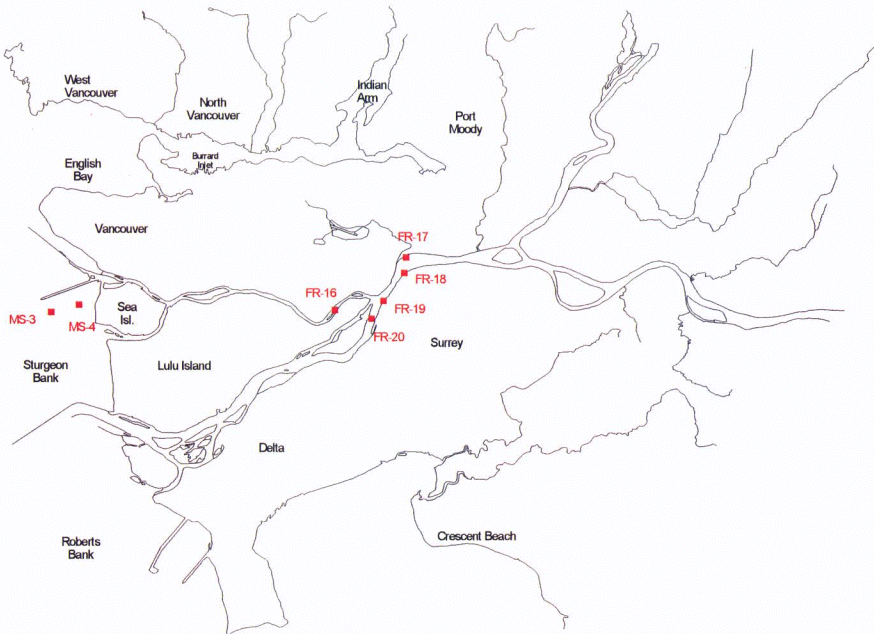 West
Vancouver
North
Vancouver
Indian
Arm
Port
Moody
Burrard
Inlet
English
Bay
Vancouver
FR-17
FR-18
FR-16
FR-19
FR-20
MS-3
MS-4
Sea
Isl.
Surrey
Sturgeon
Bank
Lulu Island
Delta
Roberts
Bank
Crescent Beach